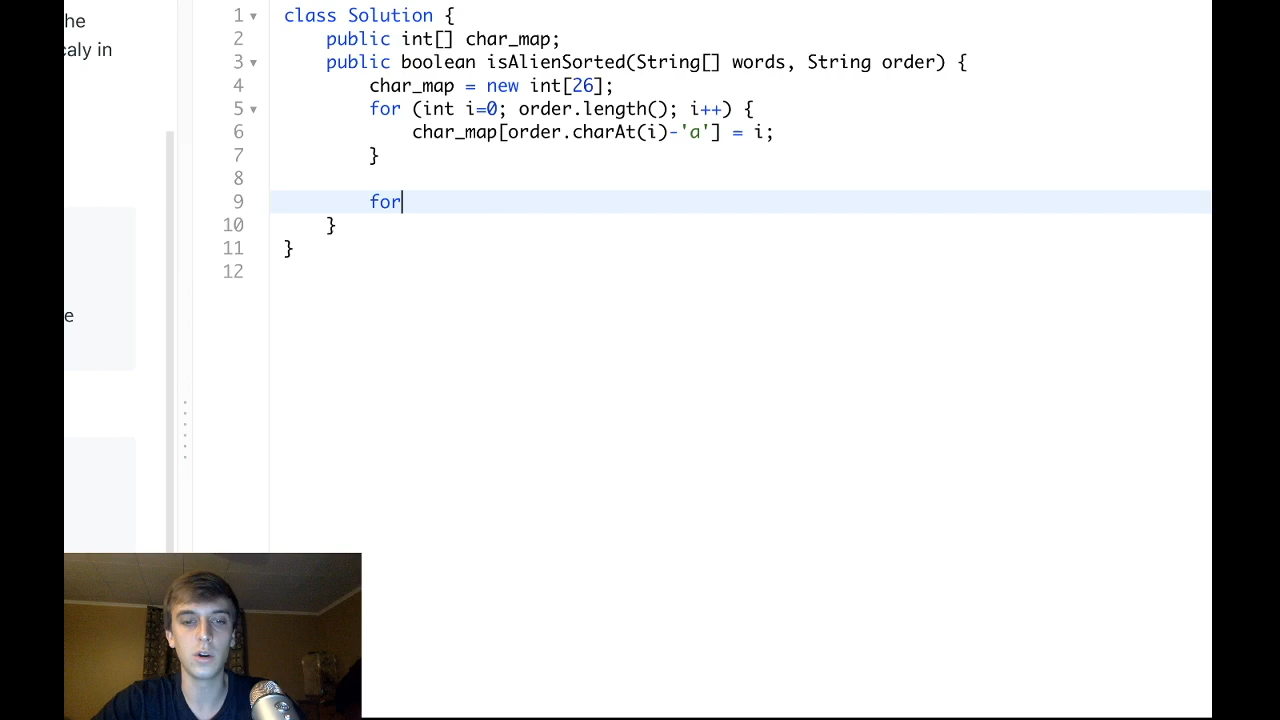 he
caly in
e
1 class Solution {
2 public int[] char_map;
3 public boolean isAlienSorted(String[] words, String order) {
4 char_map = new int[26];
5 for (int i=0; order.length(); i++) {
6 char_map[order.charAt(i)-'a'] = i;
7 }
8
9 for
10 }
11 }
12